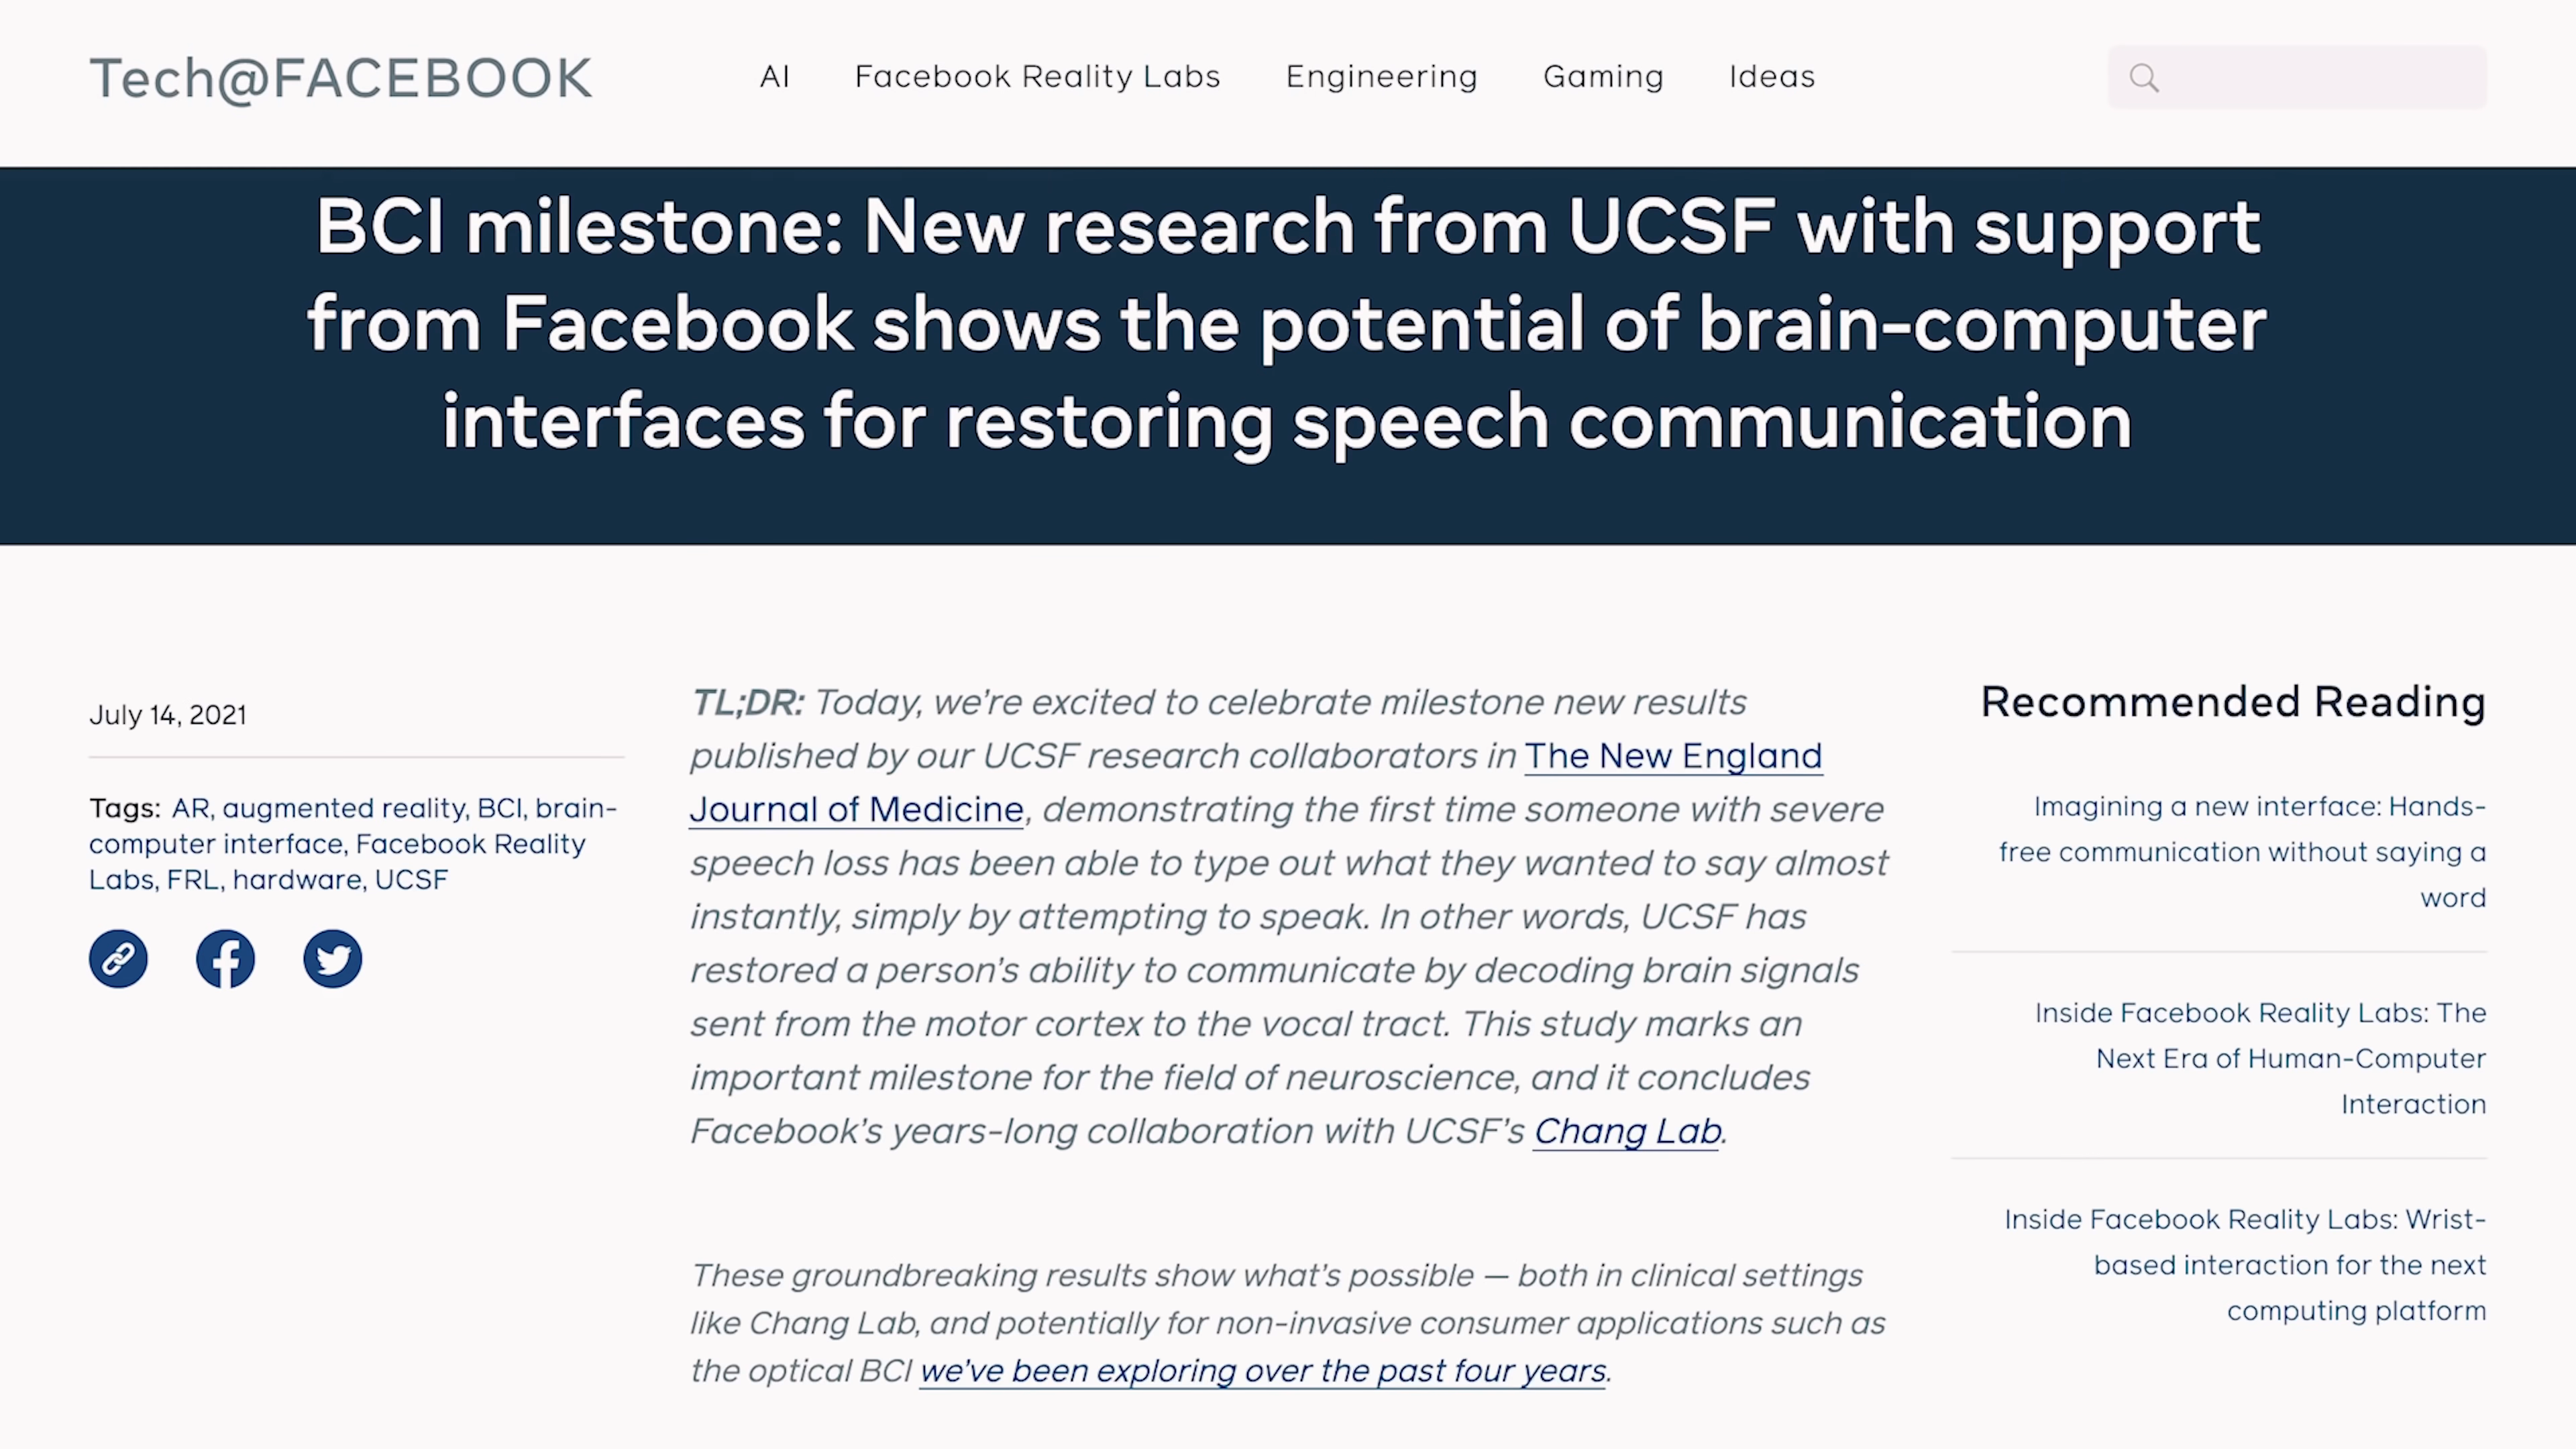 Tech@FACEBOOK
AI
Facebook Reality Labs
Engineering
Gaming
Ideas
BCI milestone: New research from UCSF with support
from Facebook shows the potential of brain-computer
interfaces for restoring speech communication
July 14, 2021
Tags: AR, augmented reality, BCI, brain-
computer interface, Facebook Reality
Labs, FRL, hardware, UCSF
TL;DR: Today, we’re excited to celebrate milestone new results
published by our UCSF research collaborators in The New England
Journal of Medicine, demonstrating the first time someone with severe
speech loss has been able to type out what they wanted to say almost
instantly, simply by attempting to speak. In other words, UCSF has
restored a person’s ability to communicate by decoding brain signals
sent from the motor cortex to the vocal tract. This study marks an
important milestone for the field of neuroscience, and it concludes
Facebook’s years-long collaboration with UCSF’s Chang Lab.
These groundbreaking results show what’s possible — both in clinical settings
like Chang Lab, and potentially for non-invasive consumer applications such as
the optical BCI we’ve been exploring over the past four years.
Recommended Reading
Imagining a new interface: Hands-
free communication without saying a
word
Inside Facebook Reality Labs: The
Next Era of Human-Computer
Interaction
Inside Facebook Reality Labs: Wrist-
based interaction for the next
computing platform